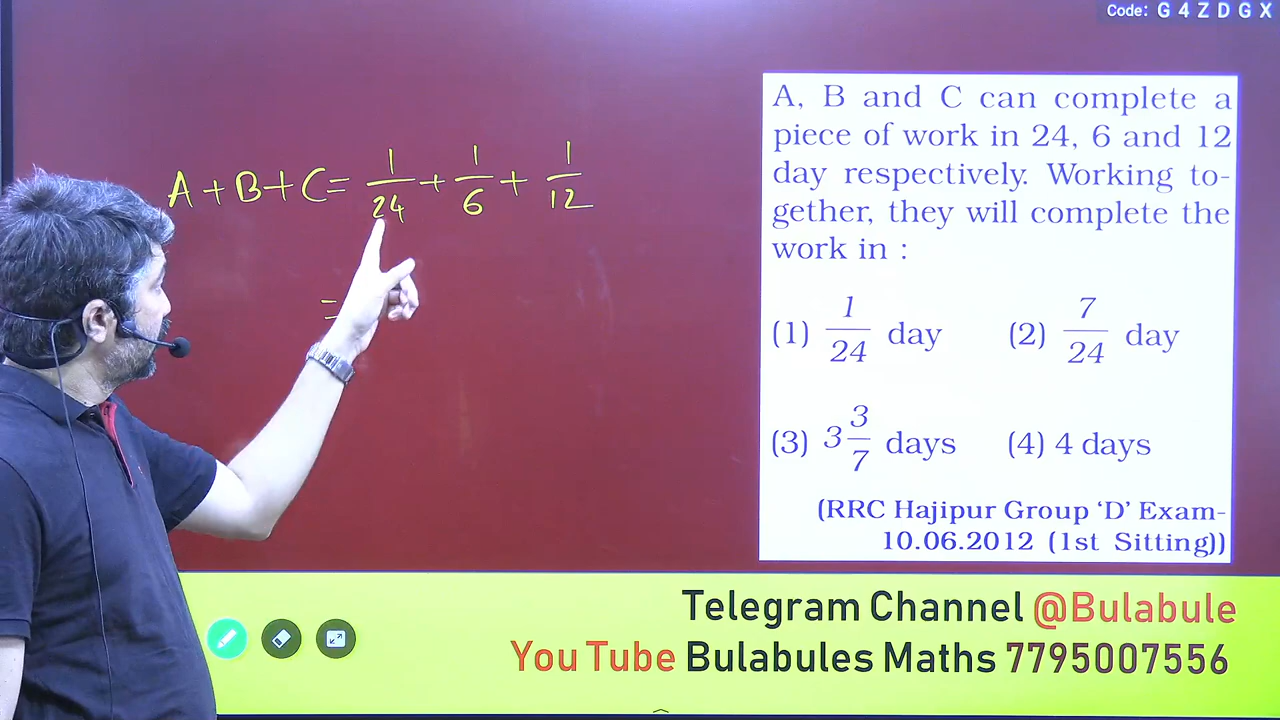 Code: G 4 Z D G X
A + B + C = 1/24 + 1/6 + 1/12
=
A, B and C can complete a
piece of work in 24, 6 and 12
day respectively. Working to-
gether, they will complete the
work in :
(1) 1/24 day (2) 7/24 day
(3) 3 3/7 days (4) 4 days
(RRC Hajipur Group ‘D’ Exam-
10.06.2012 (1st Sitting))
Telegram Channel @Bulabule
You Tube Bulabules Maths 7795007556